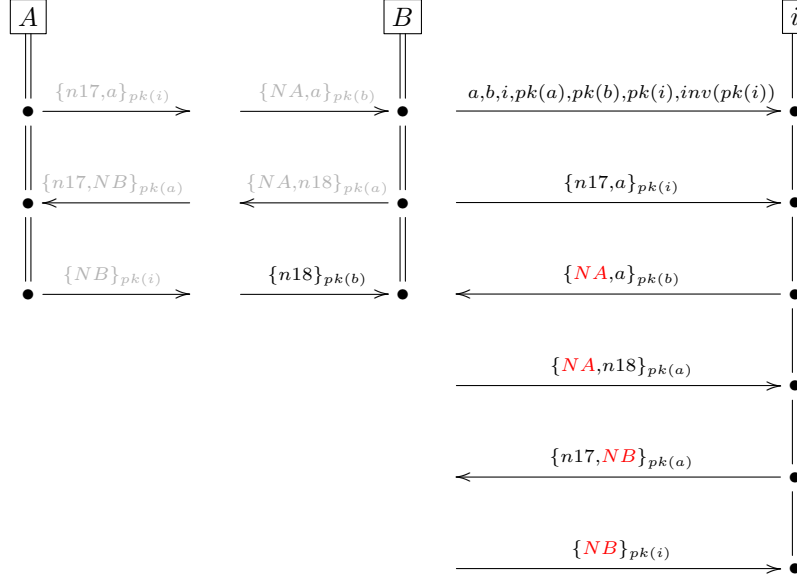 A B i
{n17,a}pk(i) {NA,a}pk(b) a,b,i,pk(a),pk(b),pk(i),inv(pk(i))
{n17,NB}pk(a) {NA,n18}pk(a) {n17,a}pk(i)
{NB}pk(i) {n18}pk(b) {NA,a}pk(b)
{NA,n18}pk(a)
{n17,NB}pk(a)
{NB}pk(i)